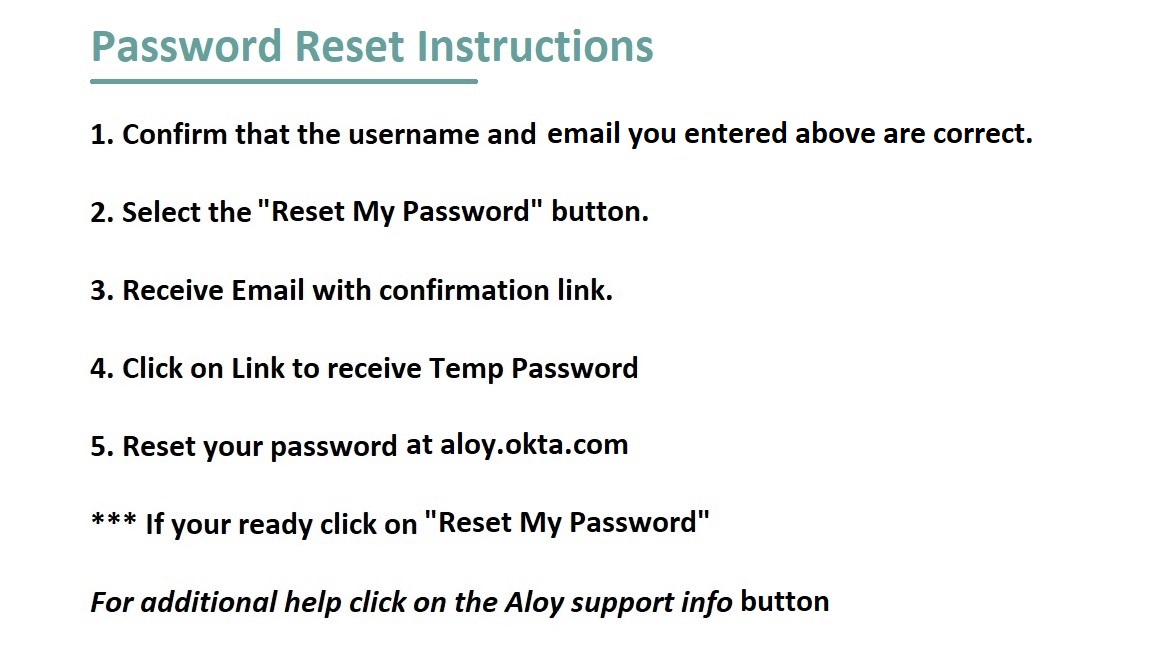 Password Reset Instructions
1. Confirm that the username and email you entered above are correct.
2. Select the "Reset My Password" button.
3. Receive Email with confirmation link.
4. Click on Link to receive Temp Password
5. Reset your password at aloy.okta.com
*** If your ready click on "Reset My Password"
For additional help click on the Aloy support info button